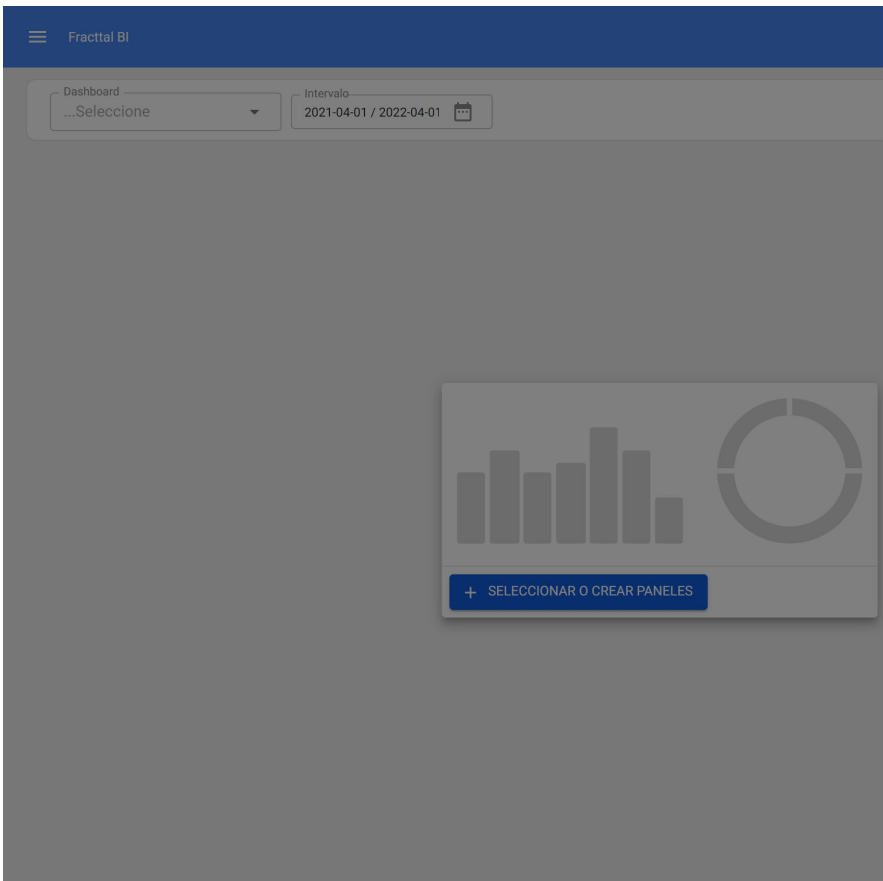 Fracttal BI
Dashboard
...Seleccione
Intervalo
2021-04-01 / 2022-04-01
+ SELECCIONAR O CREAR PANELES